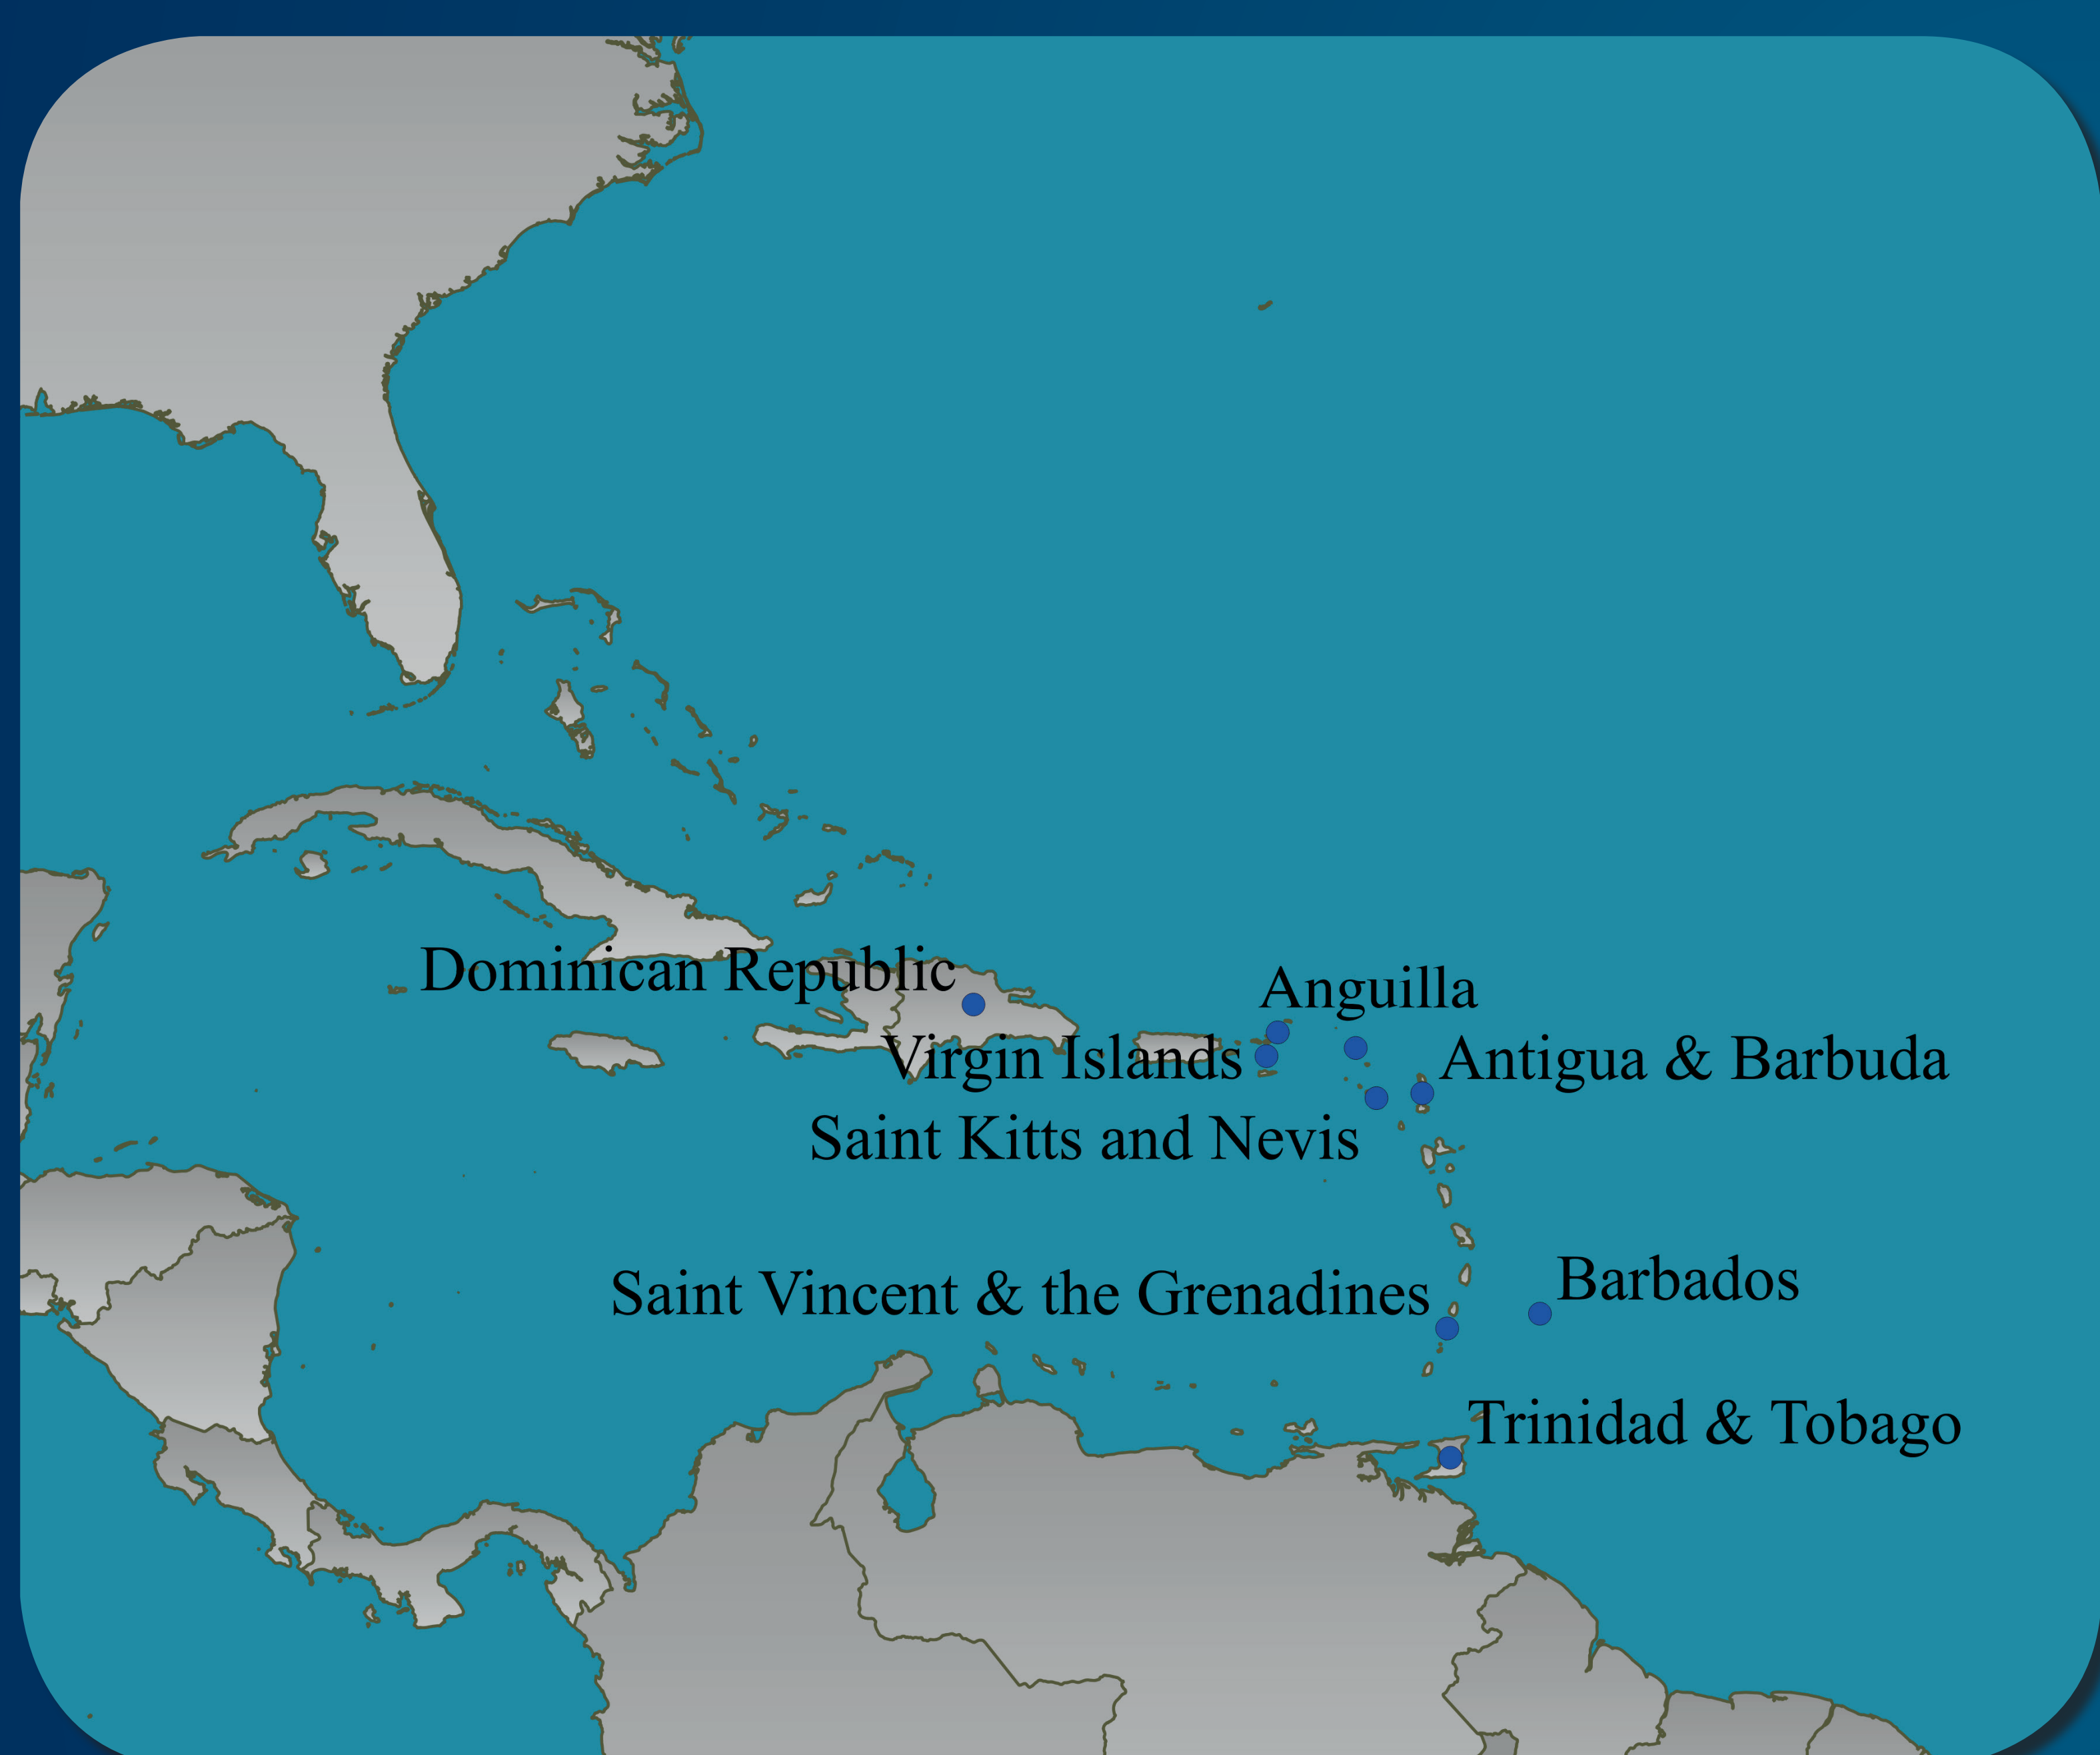 Dominican Republic
Anguilla
Virgin Islands
Antigua & Barbuda
Saint Kitts and Nevis
Saint Vincent & the Grenadines
Barbados
Trinidad & Tobago